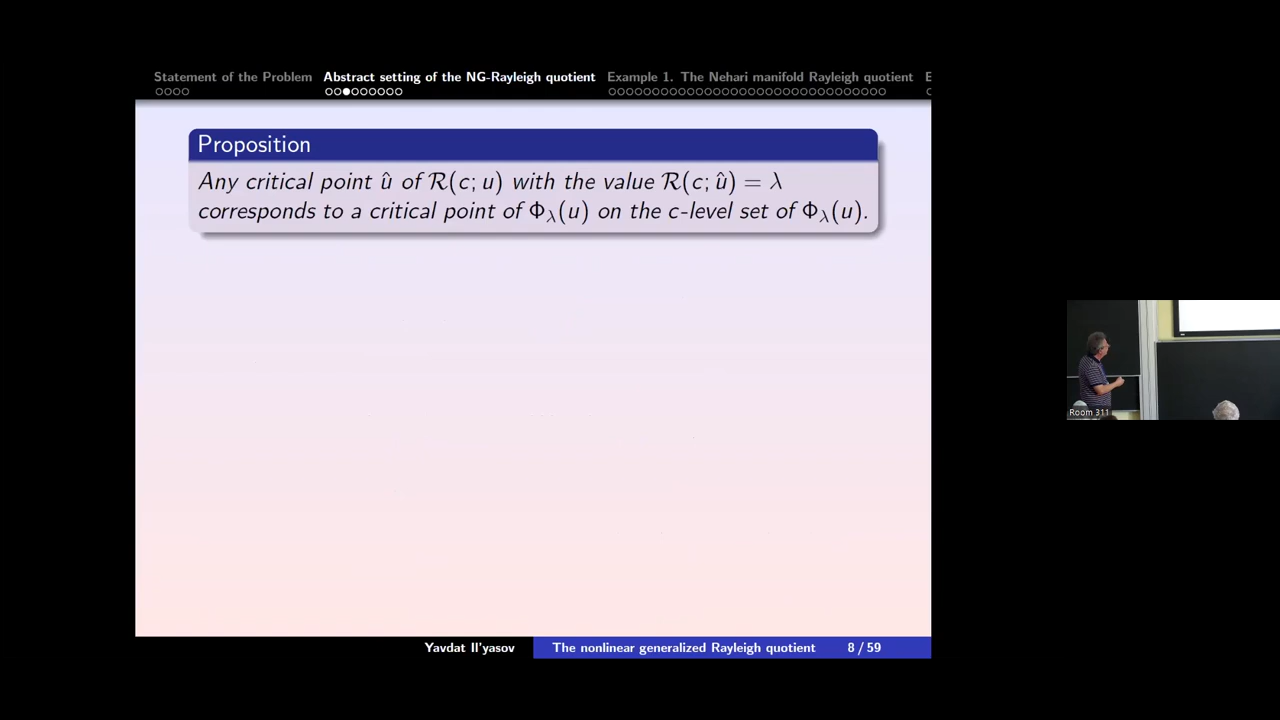 Statement of the Problem Abstract setting of the NG-Rayleigh quotient Example 1. The Nehari manifold Rayleigh quotient E
Proposition
Any critical point û of ℛ(c; u) with the value ℛ(c; û) = λ
corresponds to a critical point of Φλ(u) on the c-level set of Φλ(u).
Room 311
Yavdat Il'yasov The nonlinear generalized Rayleigh quotient 8 / 59